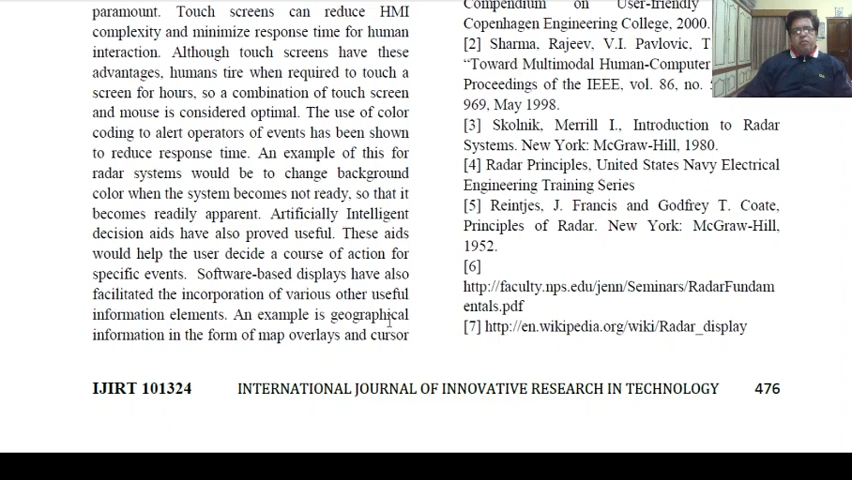 paramount. Touch screens can reduce HMI
complexity and minimize response time for human
interaction. Although touch screens have these
advantages, humans tire when required to touch a
screen for hours, so a combination of touch screen
and mouse is considered optimal. The use of color
coding to alert operators of events has been shown
to reduce response time. An example of this for
radar systems would be to change background
color when the system becomes not ready, so that it
becomes readily apparent. Artificially Intelligent
decision aids have also proved useful. These aids
would help the user decide a course of action for
specific events. Software-based displays have also
facilitated the incorporation of various other useful
information elements. An example is geographical
information in the form of map overlays and cursor
Compendium on User-friendly
Copenhagen Engineering College, 2000.
[2] Sharma, Rajeev, V.I. Pavlovic, T.
“Toward Multimodal Human-Computer
Proceedings of the IEEE, vol. 86, no.
969, May 1998.
[3] Skolnik, Merrill I., Introduction to Radar
Systems. New York: McGraw-Hill, 1980.
[4] Radar Principles, United States Navy Electrical
Engineering Training Series
[5] Reintjes, J. Francis and Godfrey T. Coate,
Principles of Radar. New York: McGraw-Hill,
1952.
[6]
http://faculty.nps.edu/jenn/Seminars/RadarFundam
entals.pdf
[7] http://en.wikipedia.org/wiki/Radar_display
IJIRT 101324 INTERNATIONAL JOURNAL OF INNOVATIVE RESEARCH IN TECHNOLOGY 476